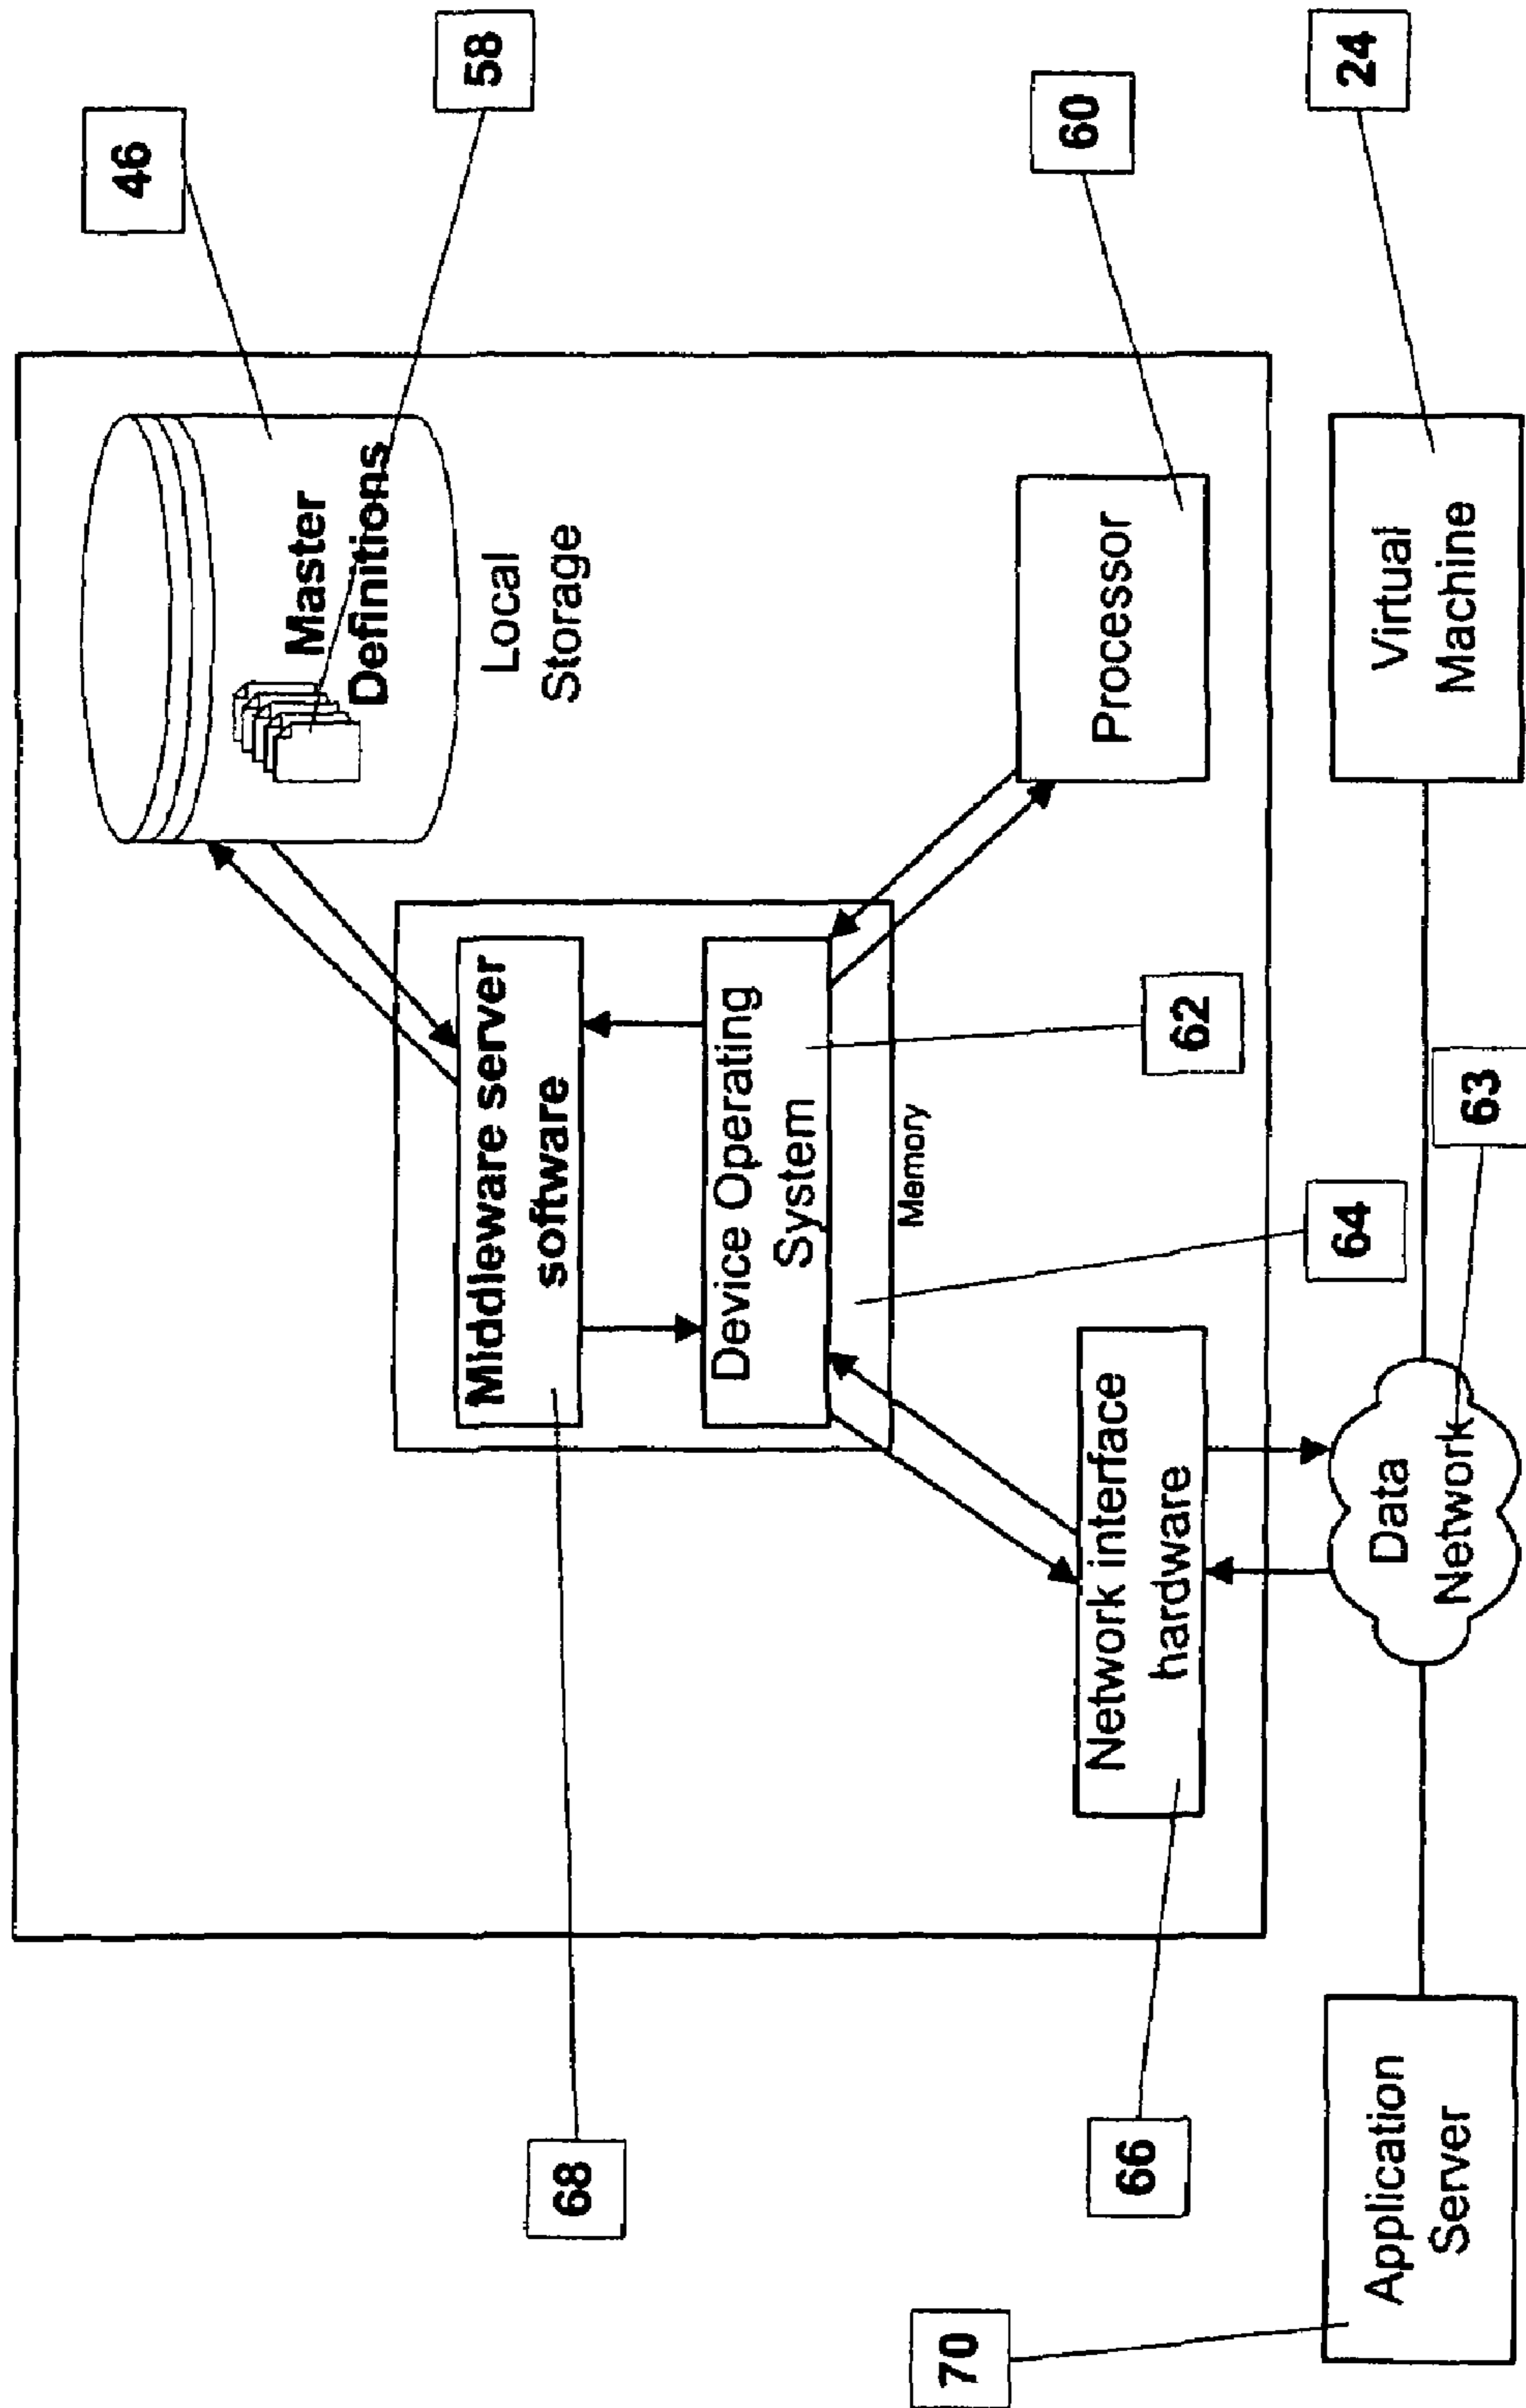 46
58
Master
Definitions
Local
Storage
68
Middleware server
software
Device Operating
System
Memory
62
64
Processor
60
66
Network interface
hardware
70
Application
Server
Data
Network
63
Virtual
Machine
24